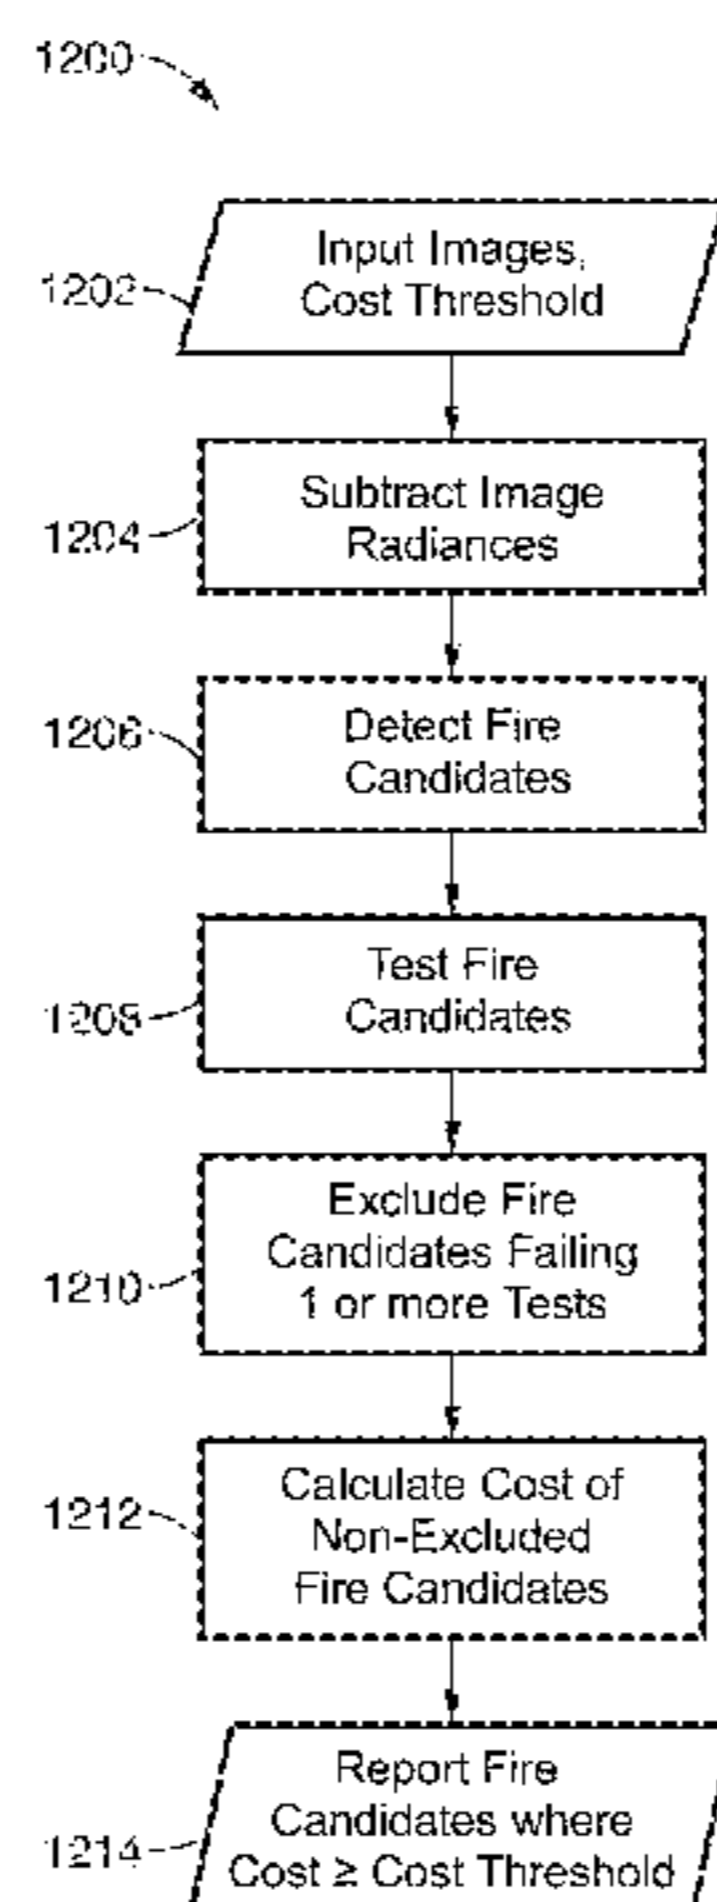 1200
1202
Input Images,
Cost Threshold
1204
Subtract Image
Radiances
1206
Detect Fire
Candidates
1208
Test Fire
Candidates
1210
Exclude Fire
Candidates Failing
1 or more Tests
1212
Calculate Cost of
Non-Excluded
Fire Candidates
1214
Report Fire
Candidates where
Cost ≥ Cost Threshold